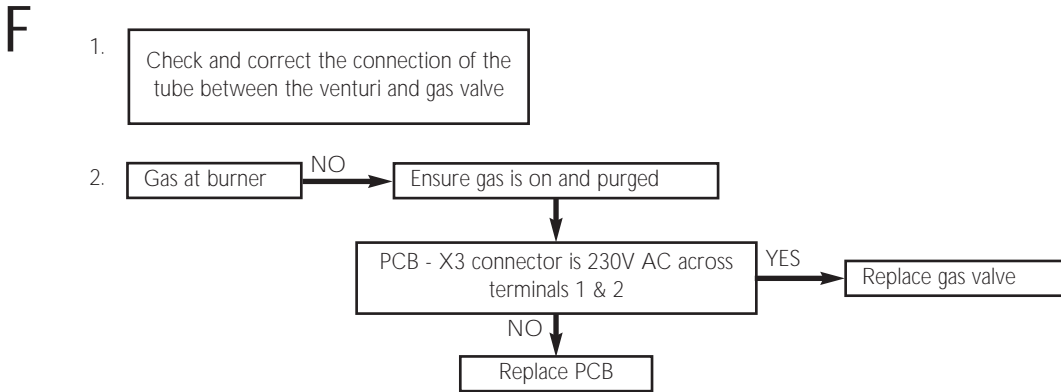 F
1.
Check and correct the connection of the
tube between the venturi and gas valve
2.
Gas at burner
NO
Ensure gas is on and purged
PCB - X3 connector is 230V AC across
terminals 1 & 2
YES
Replace gas valve
NO
Replace PCB